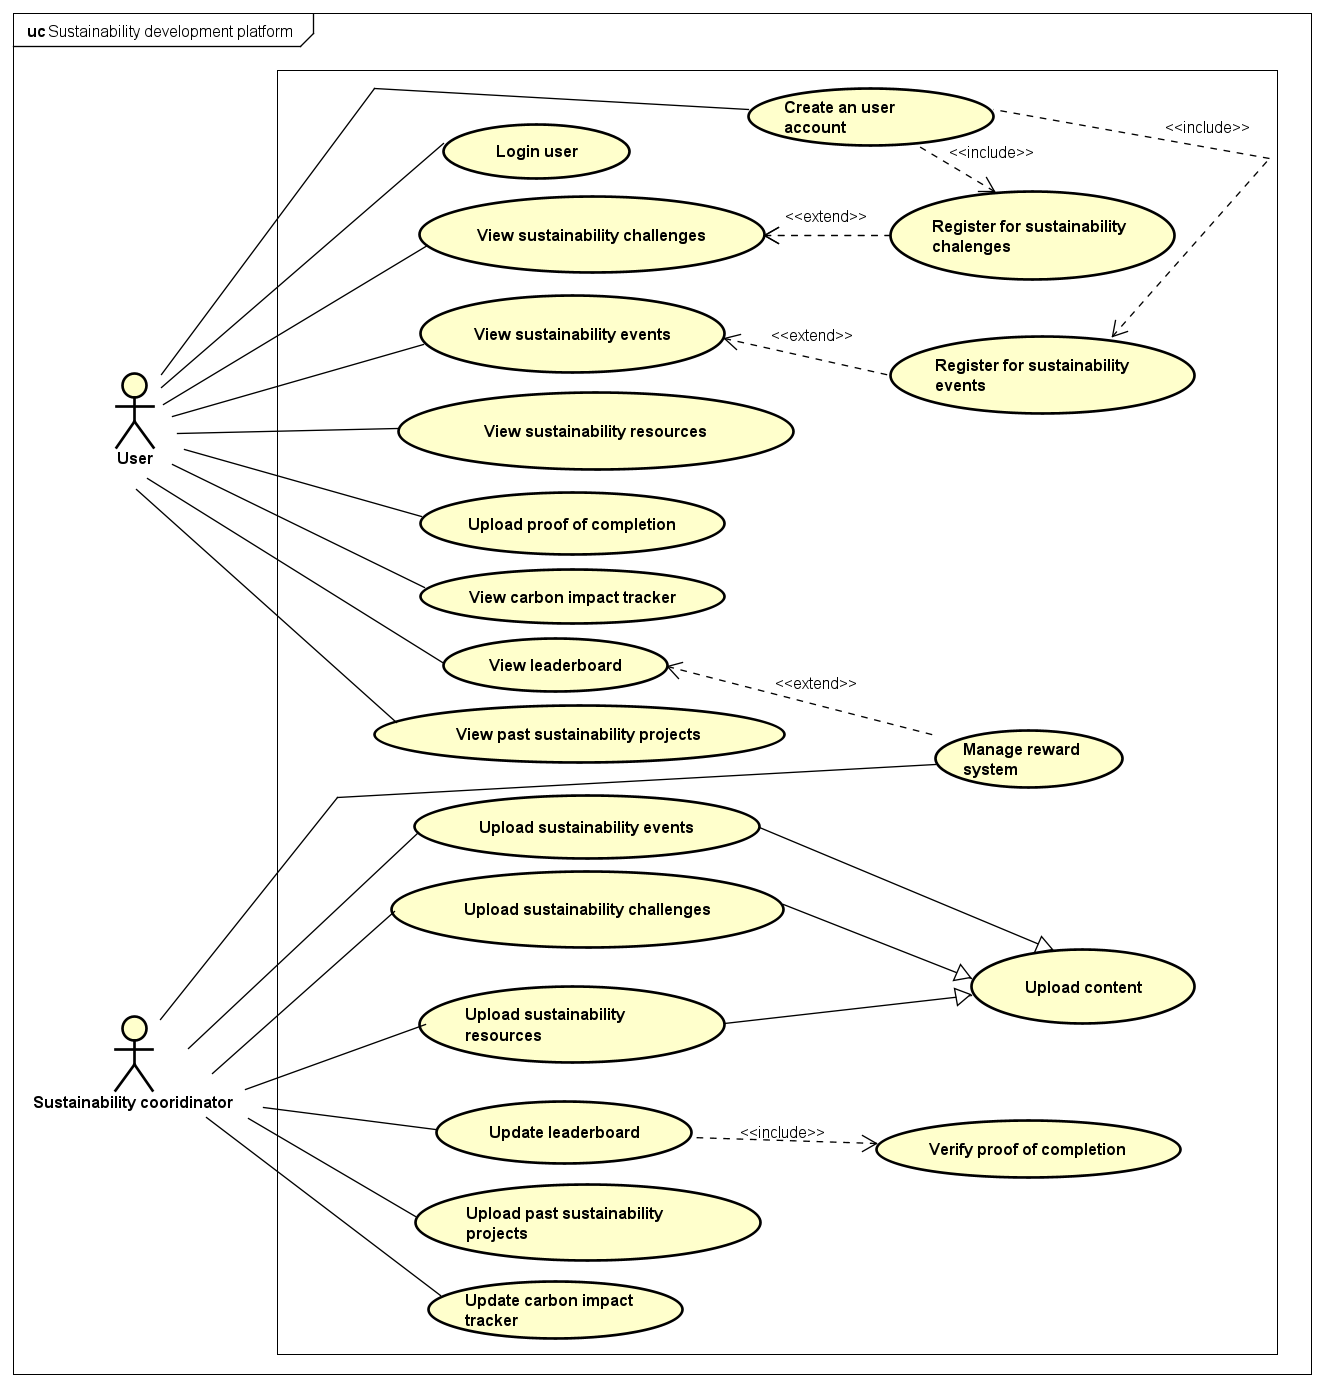 uc Sustainability development platform
Create an user
account
<<include>>
Login user
<<include>>
View sustainability challenges
<<extend>>
Register for sustainability
chalenges
View sustainability events
<<extend>>
Register for sustainability
events
User
View sustainability resources
Upload proof of completion
View carbon impact tracker
View leaderboard
<<extend>>
View past sustainability projects
Manage reward
system
Upload sustainability events
Upload sustainability challenges
Upload content
Upload sustainability
resources
Sustainability cooridinator
Update leaderboard
<<include>>
Verify proof of completion
Upload past sustainability
projects
Update carbon impact
tracker